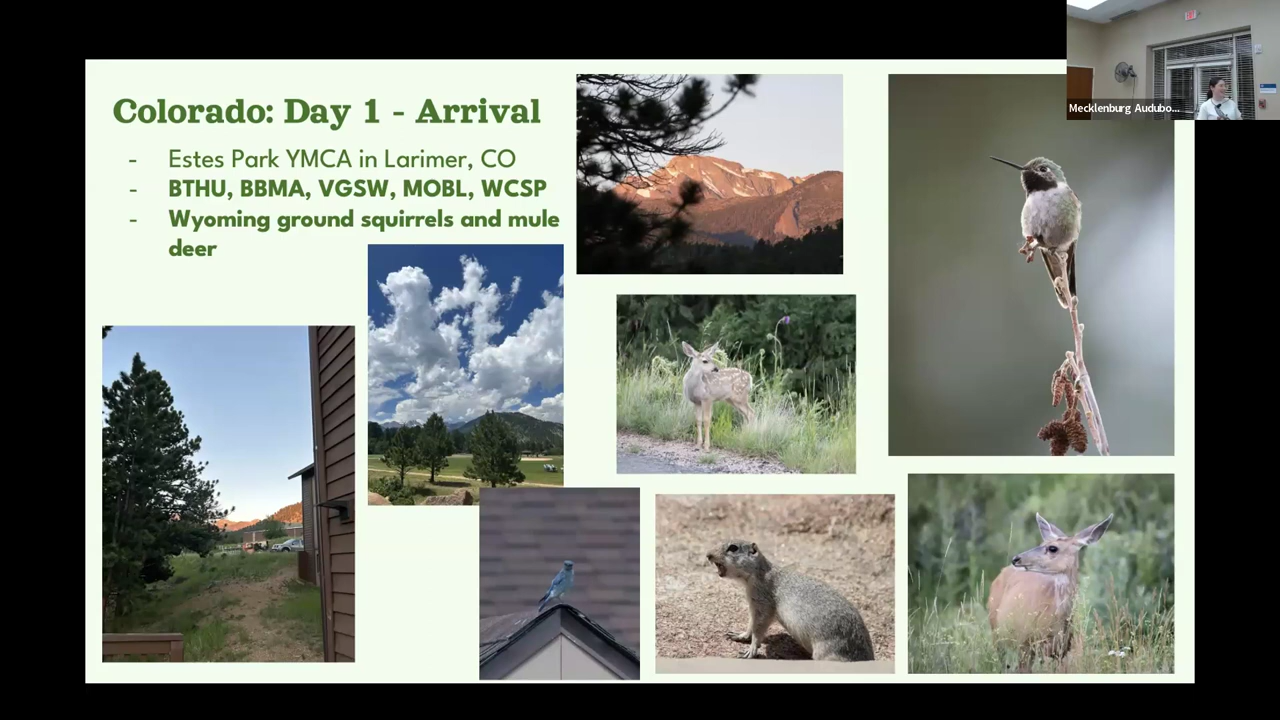 Colorado: Day 1 - Arrival
- Estes Park YMCA in Larimer, CO
- BTHU, BBMA, VGSW, MOBL, WCSP
- Wyoming ground squirrels and mule
deer
Mecklenburg Audubo...